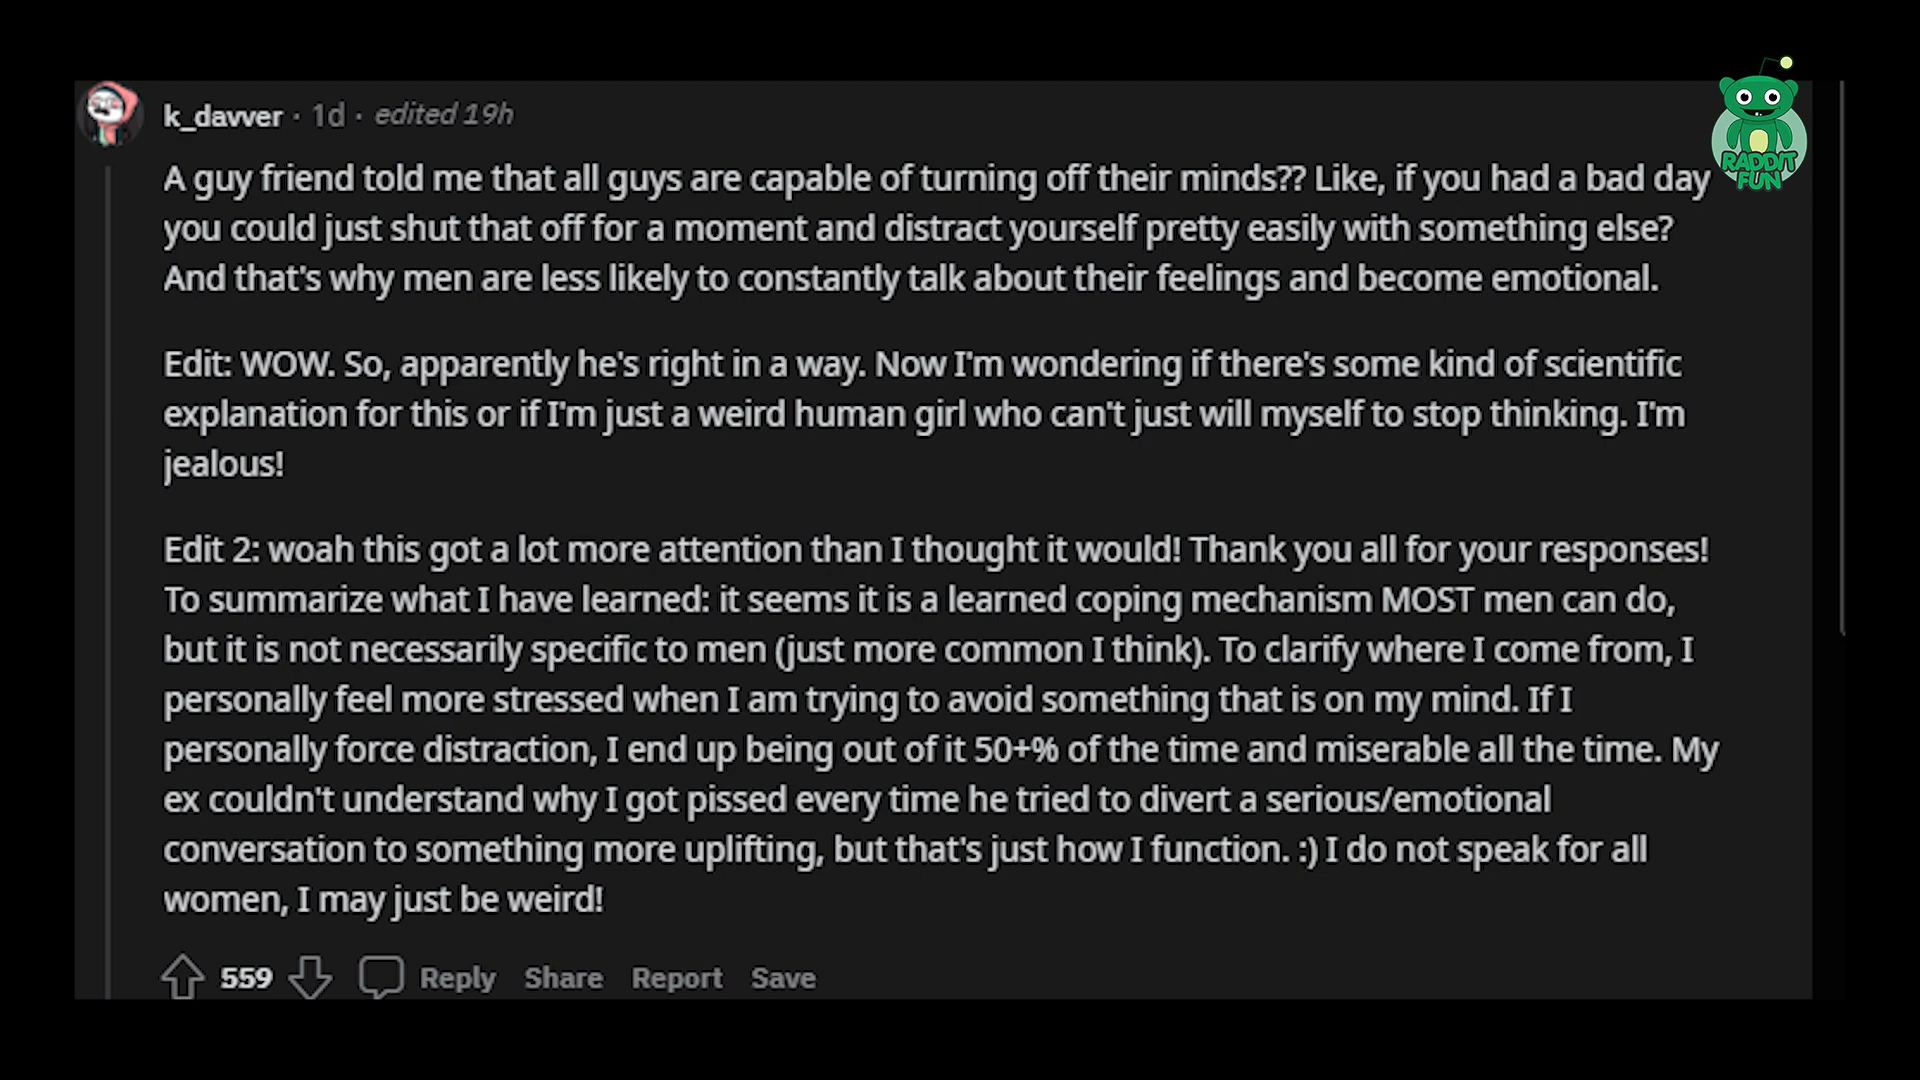 k_davver · 1d · edited 19h
RADDIT
FUN
A guy friend told me that all guys are capable of turning off their minds?? Like, if you had a bad day
you could just shut that off for a moment and distract yourself pretty easily with something else?
And that's why men are less likely to constantly talk about their feelings and become emotional.
Edit: WOW. So, apparently he's right in a way. Now I'm wondering if there's some kind of scientific
explanation for this or if I'm just a weird human girl who can't just will myself to stop thinking. I'm
jealous!
Edit 2: woah this got a lot more attention than I thought it would! Thank you all for your responses!
To summarize what I have learned: it seems it is a learned coping mechanism MOST men can do,
but it is not necessarily specific to men (just more common I think). To clarify where I come from, I
personally feel more stressed when I am trying to avoid something that is on my mind. If I
personally force distraction, I end up being out of it 50+% of the time and miserable all the time. My
ex couldn't understand why I got pissed every time he tried to divert a serious/emotional
conversation to something more uplifting, but that's just how I function. :) I do not speak for all
women, I may just be weird!
559 Reply Share Report Save